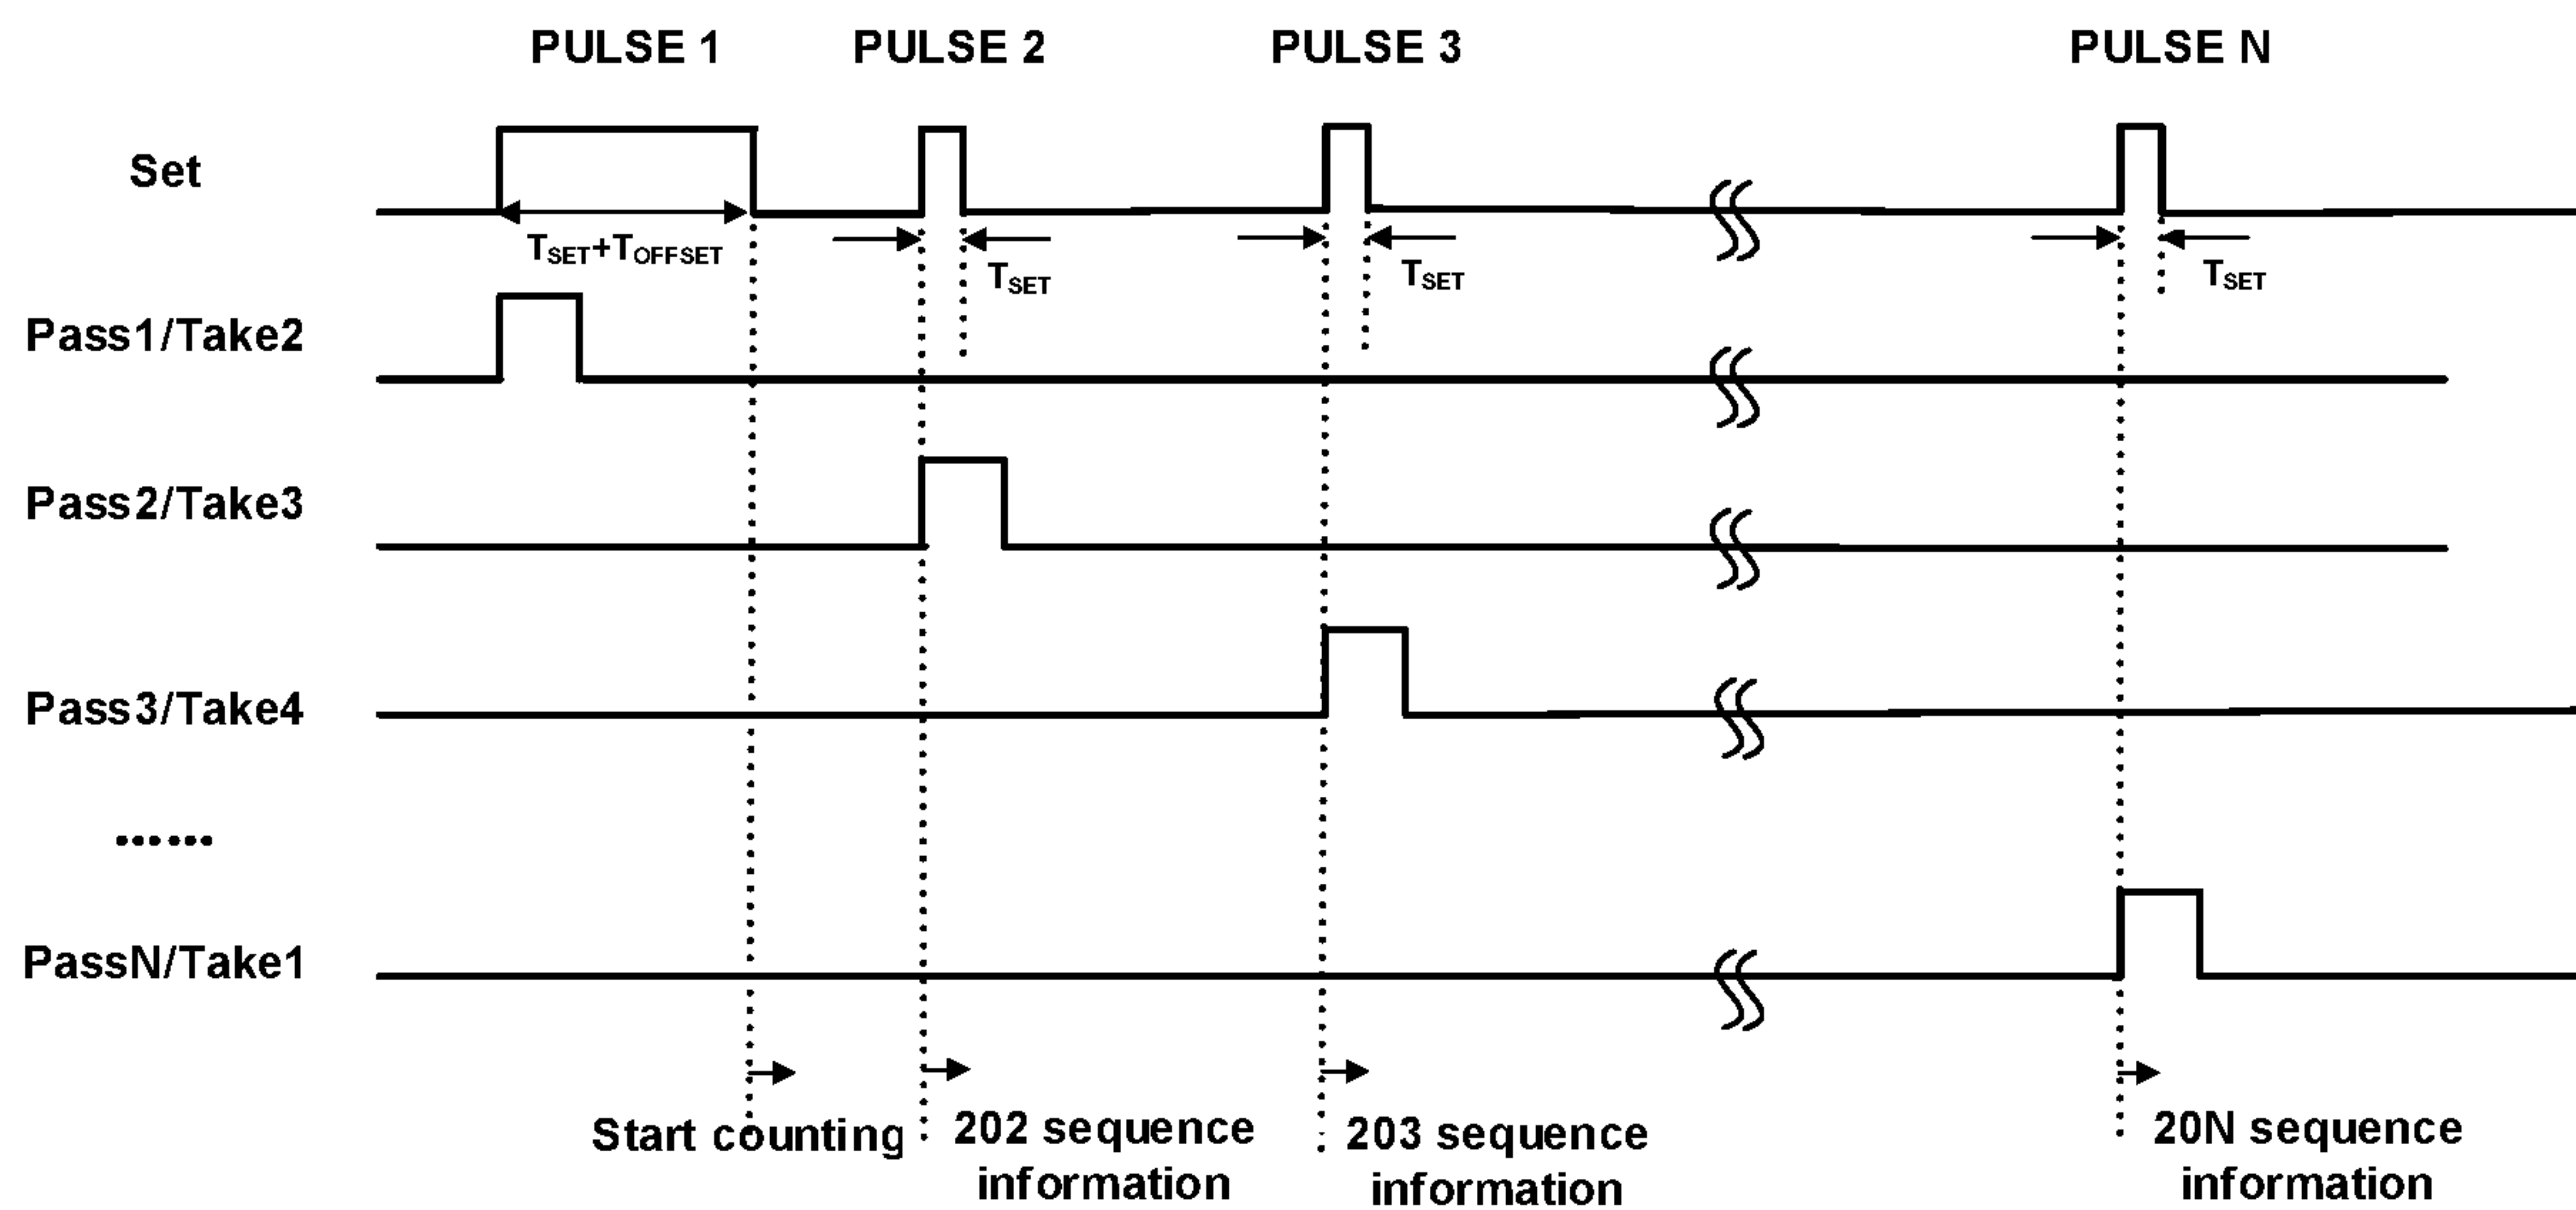 PULSE 1 PULSE 2 PULSE 3 PULSE N
Set
TSET+TOFFSET TSET TSET TSET
Pass1/Take2
Pass2/Take3
Pass3/Take4
......
PassN/Take1
Start counting 202 sequence 203 sequence 20N sequence
information information information